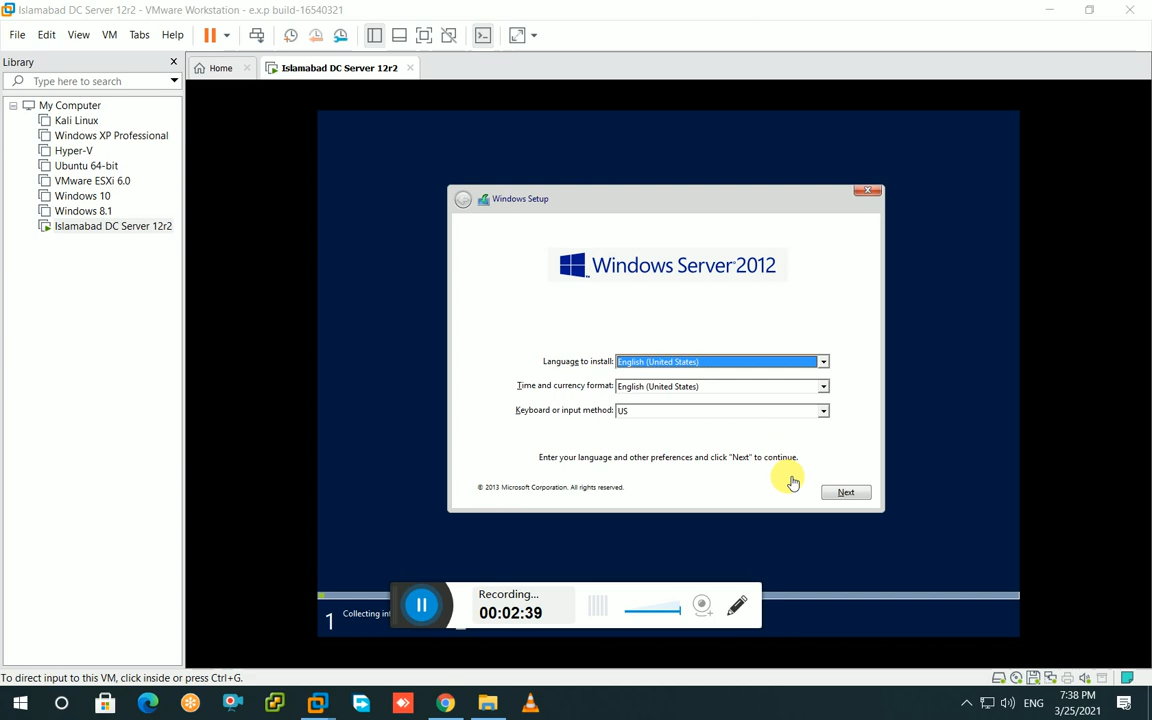 Islamabad DC Server 12r2 - VMware Workstation - e.x.p build-16540321
File Edit View VM Tabs Help
Library
Type here to search
My Computer
Kali Linux
Windows XP Professional
Hyper-V
Ubuntu 64-bit
VMware ESXi 6.0
Windows 10
Windows 8.1
Islamabad DC Server 12r2
Home
Islamabad DC Server 12r2
Windows Setup
Windows Server 2012
Language to install: English (United States)
Time and currency format: English (United States)
Keyboard or input method: US
Enter your language and other preferences and click "Next" to continue.
© 2013 Microsoft Corporation. All rights reserved.
Next
Recording...
00:02:39
1 Collecting
To direct input to this VM, click inside or press Ctrl+G.
ENG
7:38 PM
3/25/2021